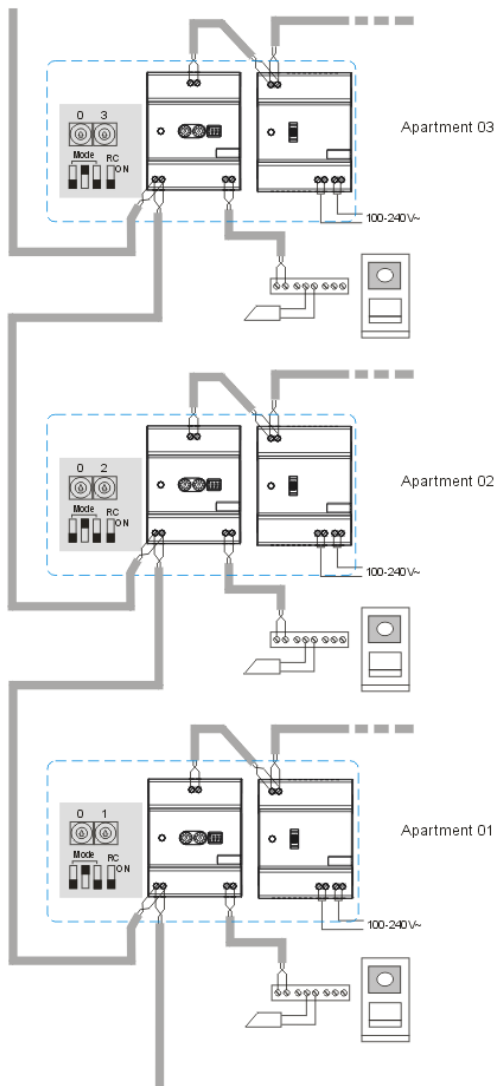 Apartment 03
0 3
Mode RC
ON
100-240V~
Apartment 02
0 2
Mode RC
ON
100-240V~
Apartment 01
0 1
Mode RC
ON
100-240V~